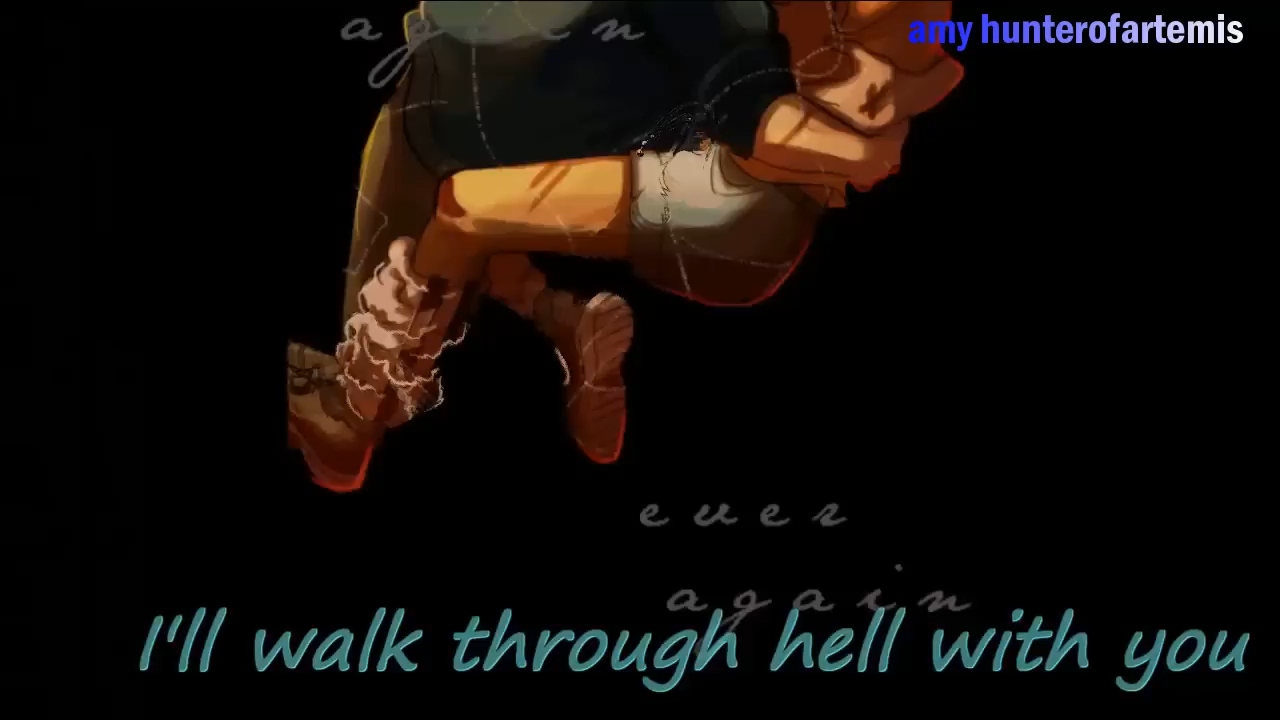 again
amy hunterofartemis
ever
again
I'll walk through hell with you